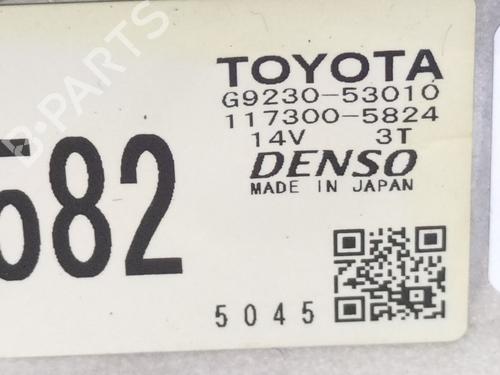 TOYOTA
G9230-53010
117300-5824
14V 3T
DENSO
MADE IN JAPAN
582
5045
B-PARTS